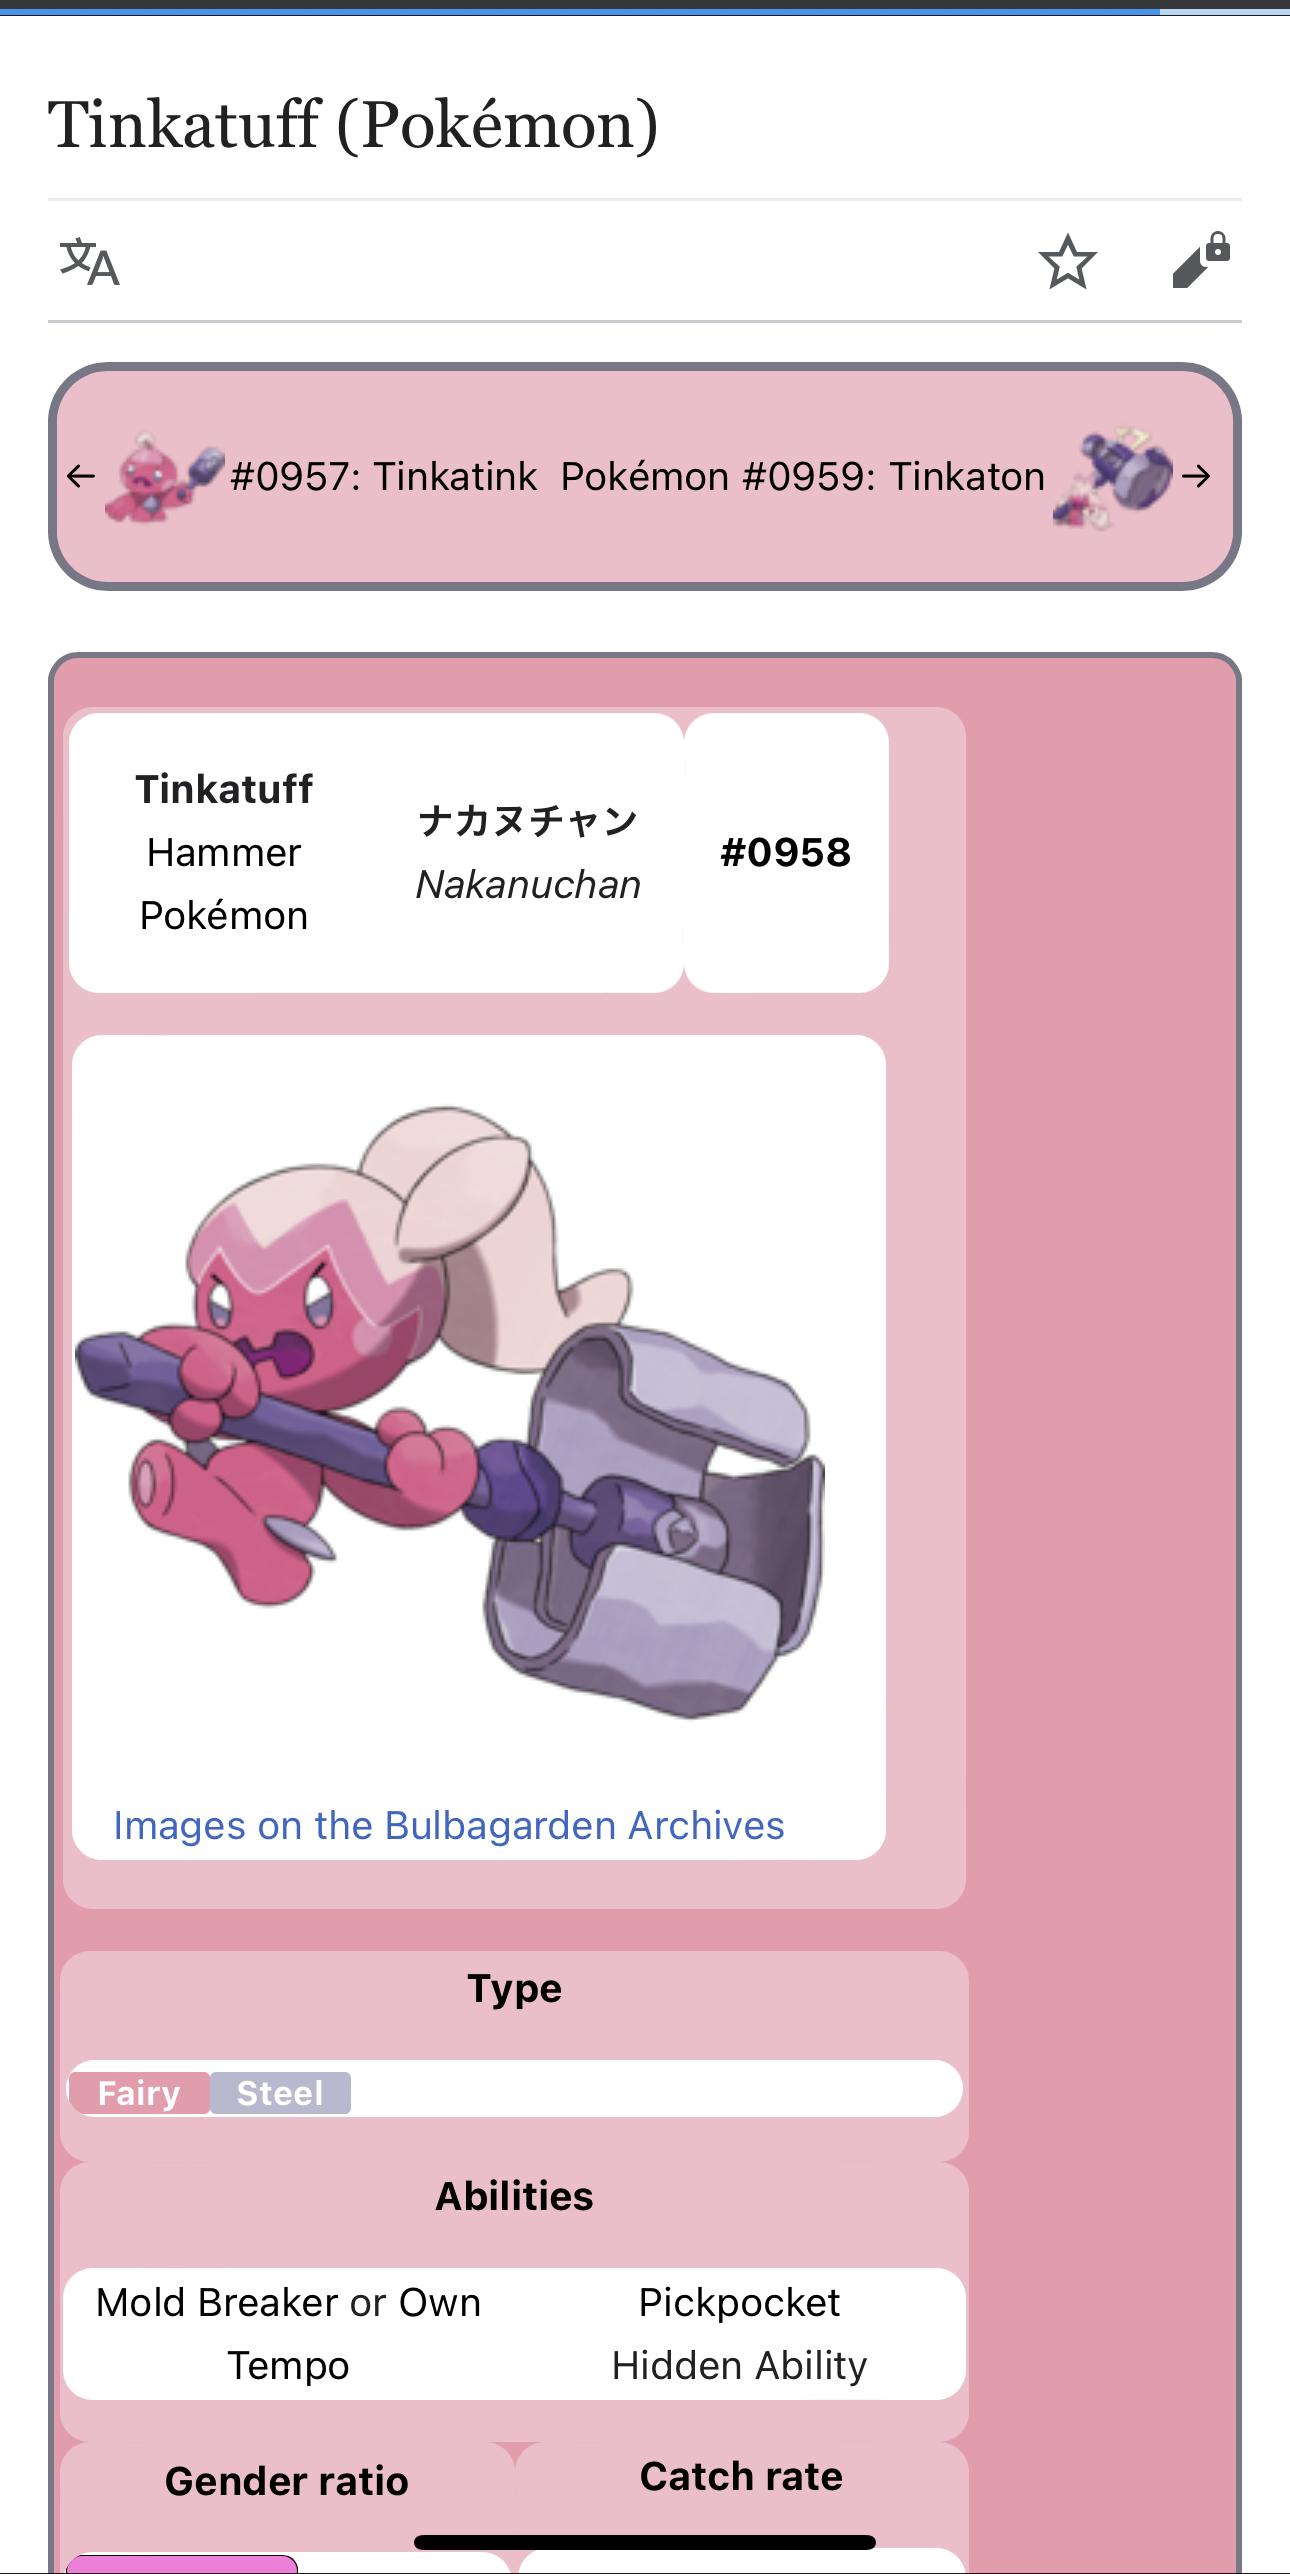 Tinkatuff (Pokémon)
文A
← #0957: Tinkatink Pokémon #0959: Tinkaton →
Tinkatuff
Hammer
Pokémon
ナカヌチャン
Nakanuchan
#0958
Images on the Bulbagarden Archives
Type
Fairy Steel
Abilities
Mold Breaker or Own
Tempo
Pickpocket
Hidden Ability
Gender ratio
Catch rate